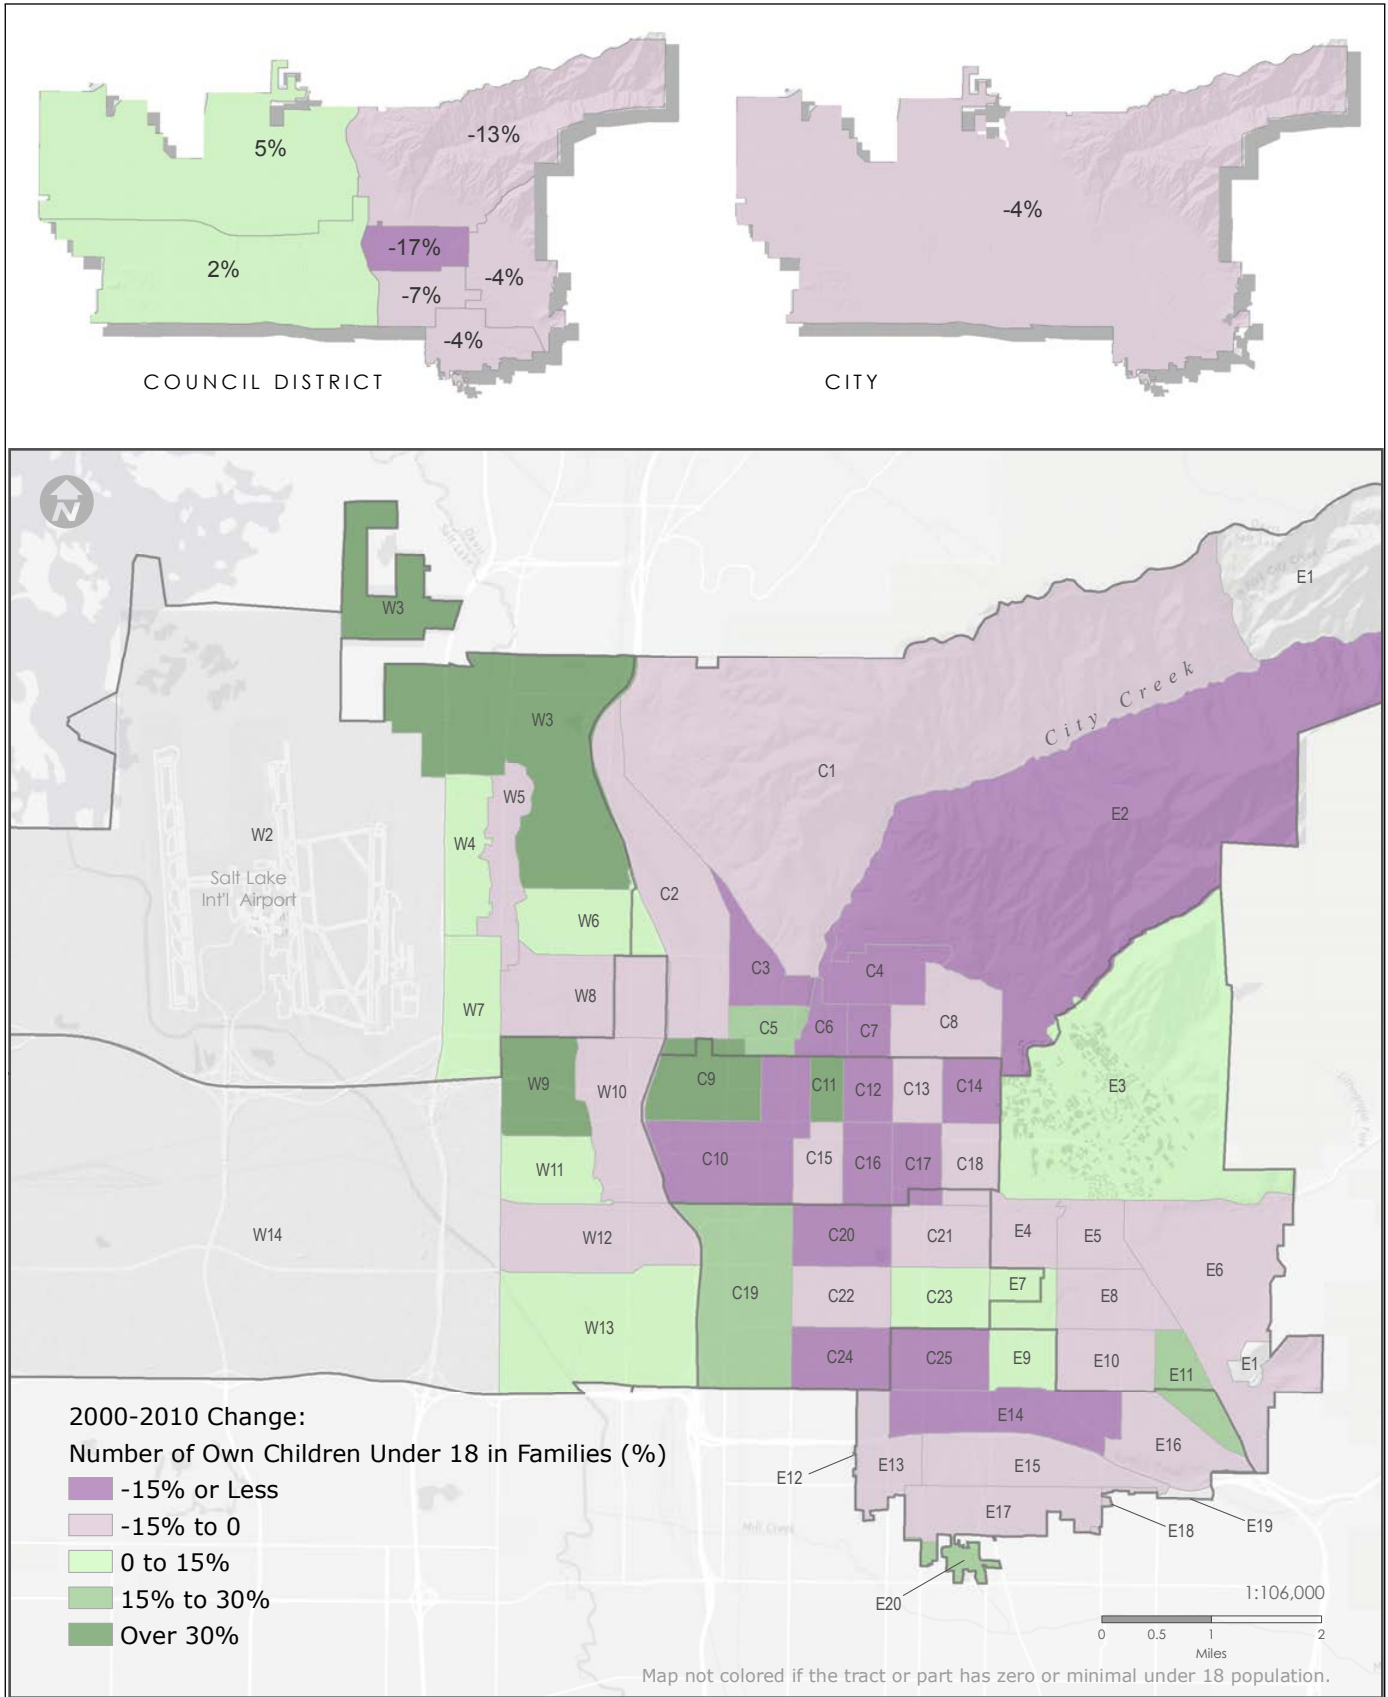 5%
-13%
-17%
2%
-7%
-4%
-4%
COUNCIL DISTRICT
-4%
CITY
N
W3
E1
W3
City Creek
C1
W5
E2
W2
W4
Salt Lake
Int'l Airport
C2
W6
C3
C4
W8
W7
C5
C6
C7
C8
W9
W10
C9
C11
C12
C13
C14
E3
W11
C10
C15
C16
C17
C18
W14
W12
C20
C21
E4
E5
E6
C19
C22
C23
E7
E8
W13
C24
C25
E9
E10
E11
E1
2000-2010 Change:
Number of Own Children Under 18 in Families (%)
-15% or Less
-15% to 0
0 to 15%
15% to 30%
Over 30%
E14
E16
E12
E13
E15
E17
E18
E19
Mill Creek
E20
1:106,000
0 0.5 1 2
Miles
Map not colored if the tract or part has zero or minimal under 18 population.